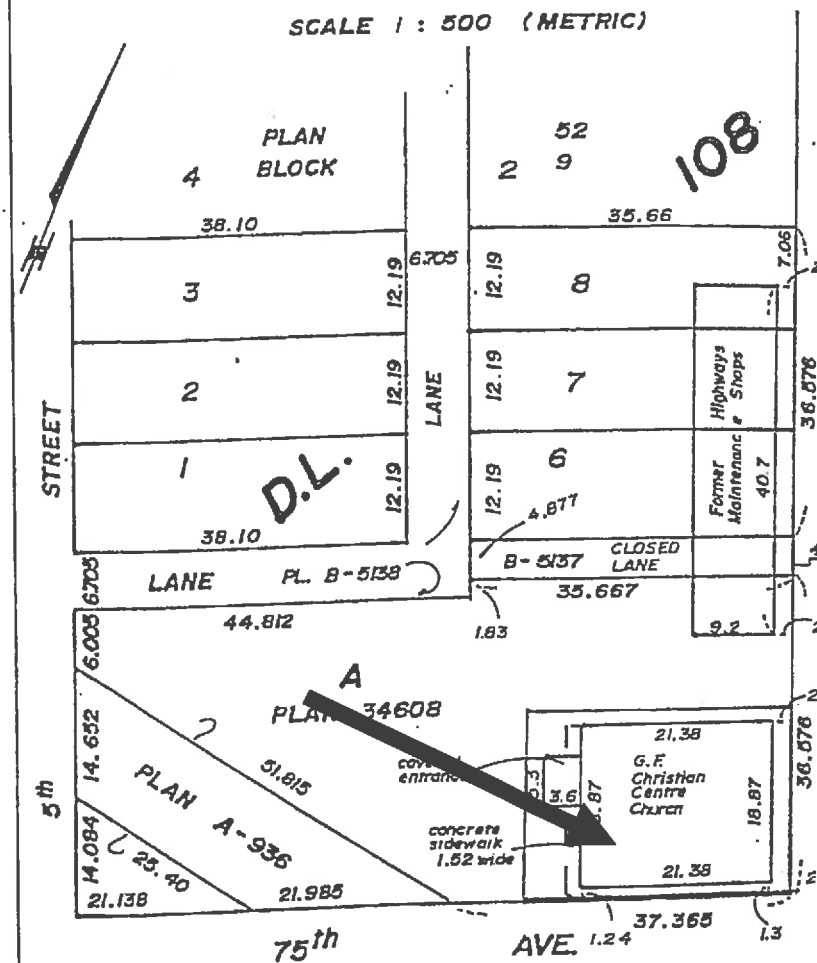 SCALE 1 : 500 (METRIC)
PLAN
BLOCK
52
9
2
108
4
38.10
35.66
6.705
7.06
3
12.19
12.19
8
2
12.19
12.19
7
STREET
LANE
Former Highways
Maintenance Shops
40.7
36.576
1
D.L.
12.19
12.19
6
38.10
4.877
6.705
LANE
PL. B-5138
B-5137
CLOSED
LANE
35.667
44.812
1.83
9.2
6.005
A
PLAN 34608
14.652
51.815
PLAN A-936
5th
14.084
25.40
21.138
21.985
3.6
concrete
sidewalk
1.52 wide
21.38
G.F.
Christian
Centre
Church
18.87
36.576
21.38
37.365
1.24
1.3
75th
AVE.